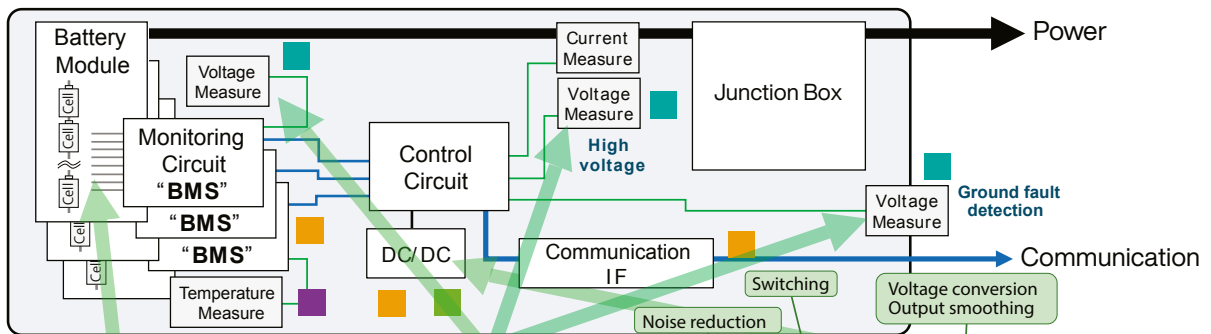 Battery
Module
Cell
Cell
Cell
Cell
Cell
Voltage
Measure
Monitoring
Circuit
"BMS"
"BMS"
"BMS"
Temperature
Measure
Control
Circuit
DC/DC
Current
Measure
Voltage
Measure
High
voltage
Junction Box
Power
Voltage
Measure
Ground fault
detection
Communication
IF
Communication
Switching
Noise reduction
Voltage conversion
Output smoothing